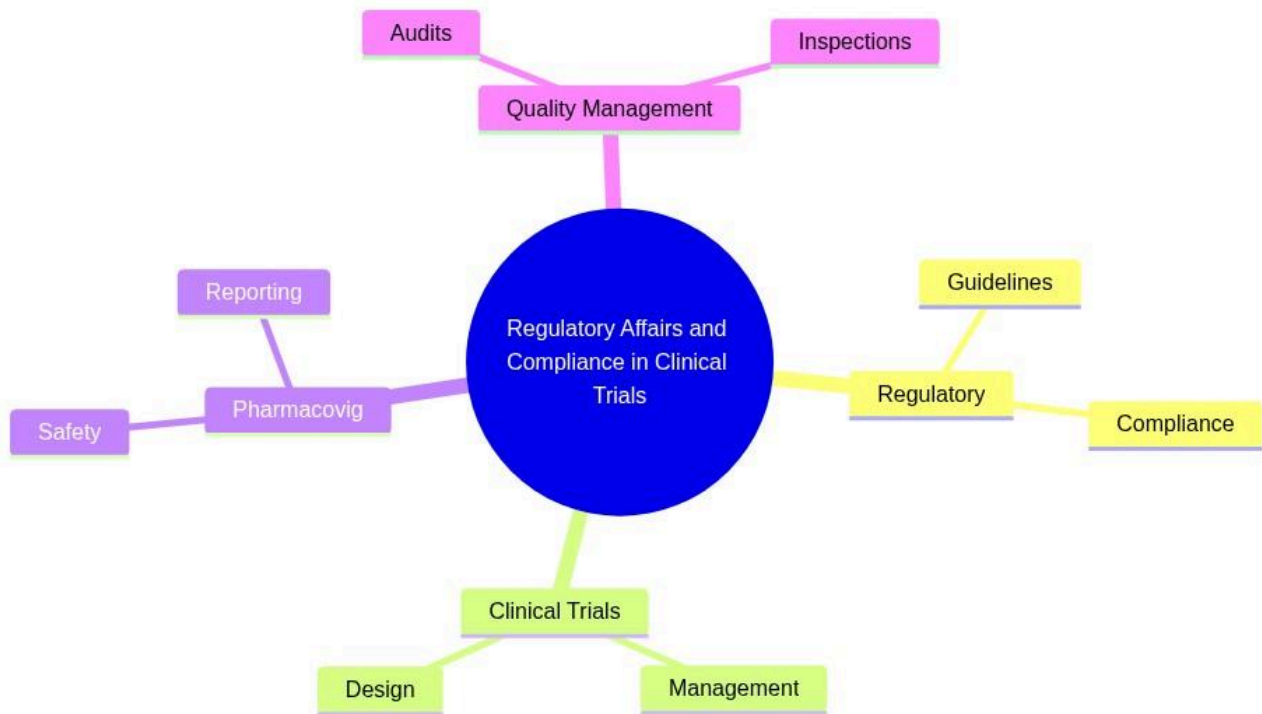 Audits
Inspections
Quality Management
Reporting
Guidelines
Regulatory Affairs and
Compliance in Clinical
Trials
Regulatory
Pharmacovig
Safety
Compliance
Clinical Trials
Design
Management